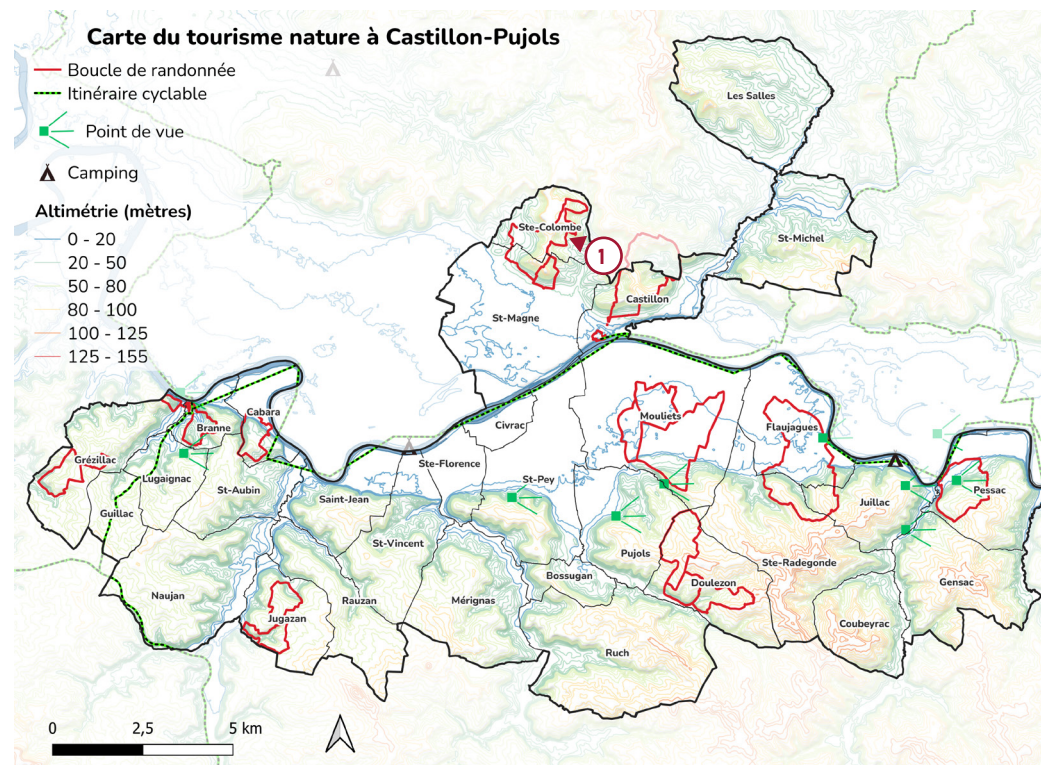 Carte du tourisme nature à Castillon-Pujols
Boucle de randonnée
Itinéraire cyclable
Point de vue
Camping
Altimétrie (mètres)
0 - 20
20 - 50
50 - 80
80 - 100
100 - 125
125 - 155
Les Salles
Ste-Colombe
St-Michel
1
Castillon
St-Magne
Cabara
Branne
Mouliets
Civrac
Flaujagues
Grézillac
Ste-Florence
Lugaignac
St-Pey
St-Aubin
Saint-Jean
Pessac
Juillac
Guillac
St-Vincent
Pujols
Ste-Radegonde
Bossugan
Doulezon
Gensac
Naujan
Rauzan
Mérignas
Jugazan
Coubeyrac
Ruch
0 2,5 5 km